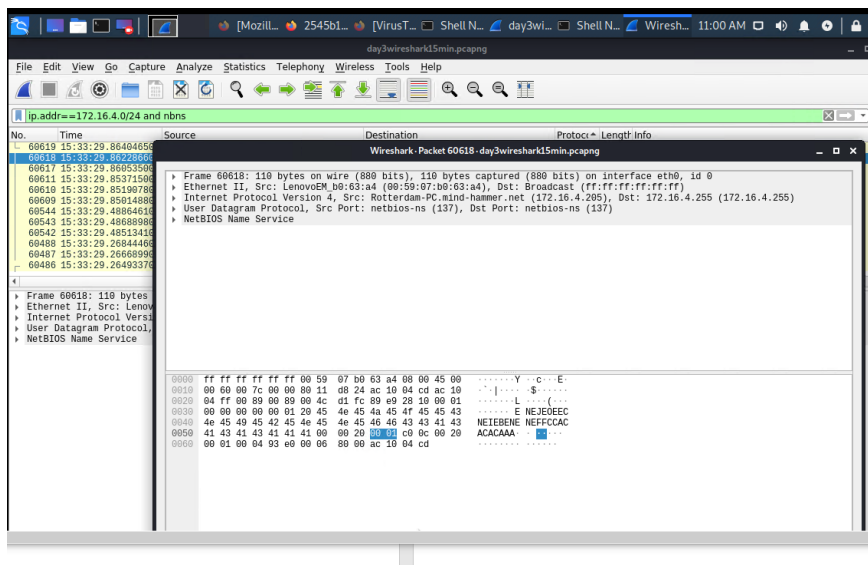 [Mozill... 2545b1... [VirusT... Shell N... day3wi... Shell N... Wiresh... 11:00 AM
day3wireshark15min.pcapng
File Edit View Go Capture Analyze Statistics Telephony Wireless Tools Help
ip.addr==172.16.4.0/24 and nbns
No. Time Source Destination Protoc Length Info
Wireshark · Packet 60618 · day3wireshark15min.pcapng
60619 15:33:29.86404650
60618 15:33:29.8622866
60617 15:33:29.8605350
60611 15:33:29.8537150
60610 15:33:29.8519078
60609 15:33:29.8501488
60544 15:33:29.4886461
60543 15:33:29.4868898
60542 15:33:29.4851341
60488 15:33:29.2684446
60487 15:33:29.2666899
60486 15:33:29.2649337
Frame 60618: 110 bytes
Ethernet II, Src: Lenov
Internet Protocol Versi
User Datagram Protocol,
NetBIOS Name Service
Frame 60618: 110 bytes on wire (880 bits), 110 bytes captured (880 bits) on interface eth0, id 0
Ethernet II, Src: LenovoEM_b0:63:a4 (00:59:07:b0:63:a4), Dst: Broadcast (ff:ff:ff:ff:ff:ff)
Internet Protocol Version 4, Src: Rotterdam-PC.mind-hammer.net (172.16.4.205), Dst: 172.16.4.255 (172.16.4.255)
User Datagram Protocol, Src Port: netbios-ns (137), Dst Port: netbios-ns (137)
NetBIOS Name Service
0000 ff ff ff ff ff ff 00 59 07 b0 63 a4 08 00 45 00 ·······Y ··c···E·
0010 00 60 00 7c 00 00 80 11 d8 24 ac 10 04 cd ac 10 ·`·|···· ·$······
0020 04 ff 00 89 00 89 00 4c d1 fc 89 e9 28 10 00 01 ·······L ····(···
0030 00 00 00 00 00 01 20 45 4e 45 4a 45 4f 45 45 43 ······ E NEJEOEEC
0040 4e 45 49 45 42 45 4e 45 4e 45 46 46 43 43 41 43 NEIEBENE NEFFCCAC
0050 41 43 41 43 41 41 41 00 00 20 00 01 c0 0c 00 20 ACACAAA· · ·····
0060 00 01 00 04 93 e0 00 06 80 00 ac 10 04 cd ········ ······